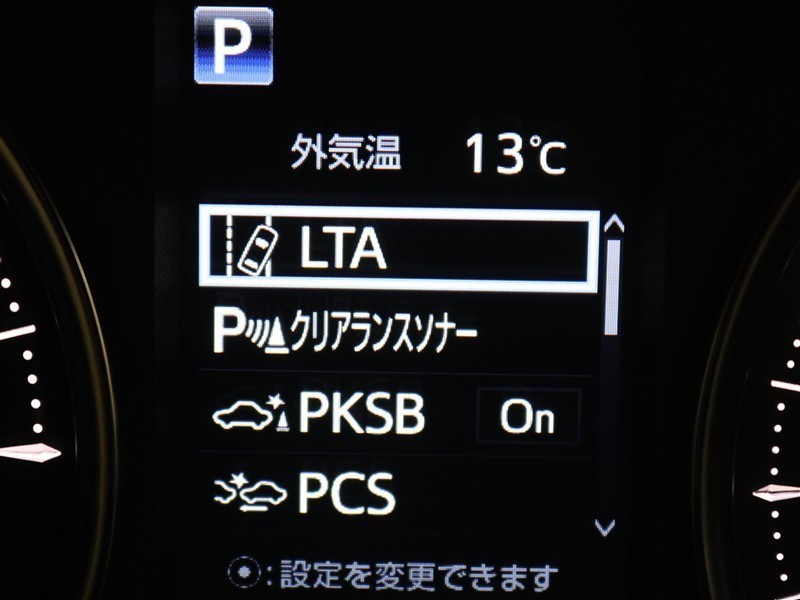 P
外気温 13℃
LTA
Pクリアランスソナー
PKSB On
PCS
:設定を変更できます